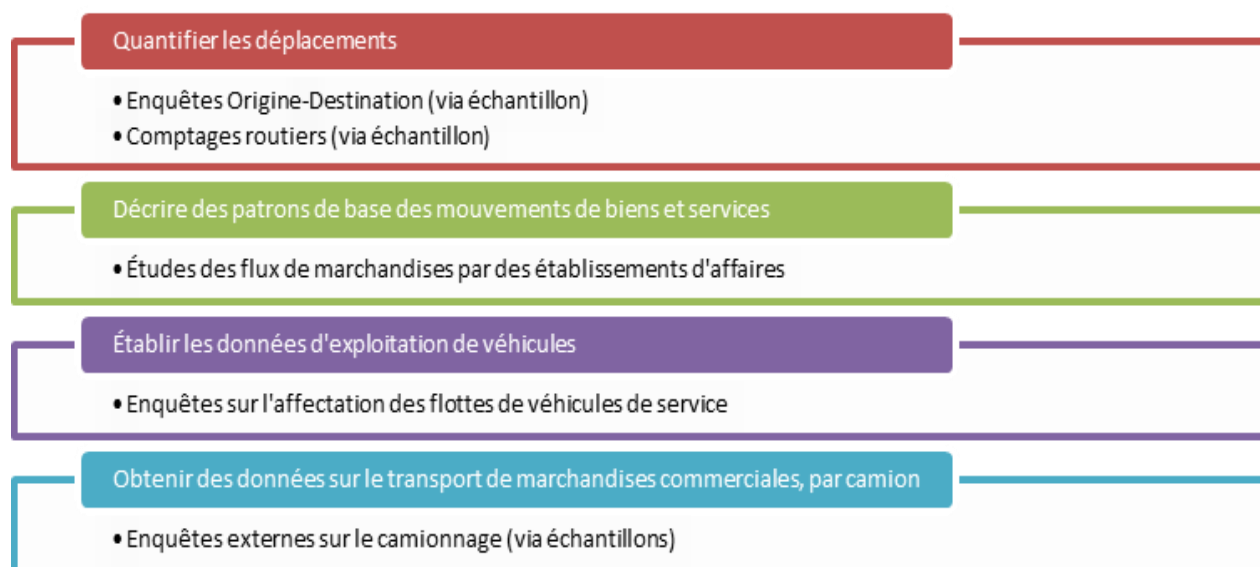 Quantifier les déplacements
• Enquêtes Origine-Destination (via échantillon)
• Comptages routiers (via échantillon)
Décrire des patrons de base des mouvements de biens et services
• Études des flux de marchandises par des établissements d'affaires
Établir les données d'exploitation de véhicules
• Enquêtes sur l'affectation des flottes de véhicules de service
Obtenir des données sur le transport de marchandises commerciales, par camion
• Enquêtes externes sur le camionnage (via échantillons)